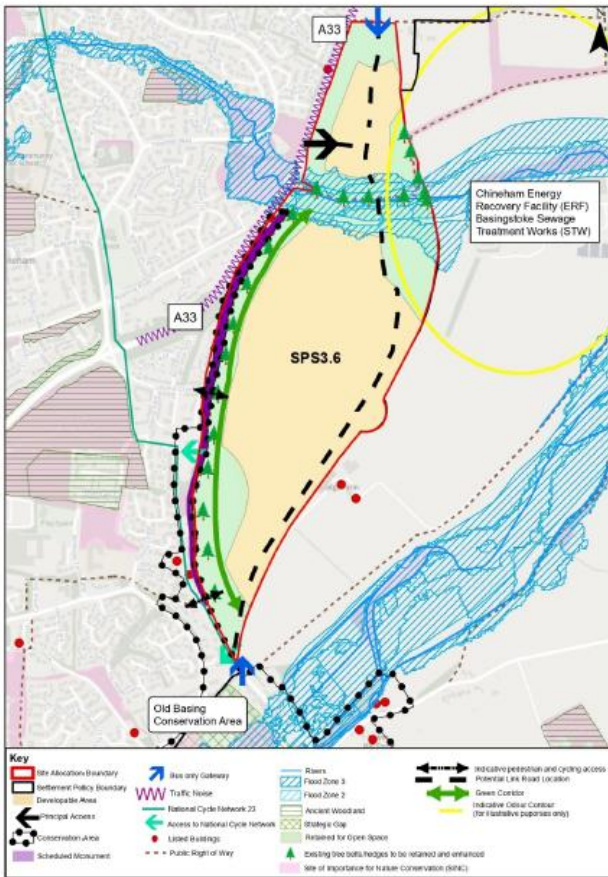 A33
Chineham Energy
Recovery Facility (ERF)
Basingstoke Sewage
Treatment Works (STW)
A33
SPS3.6
Old Basing
Conservation Area
Key
Site Allocation Boundary
Settlement Policy Boundary
Developable Area
Principal Access
Conservation Area
Scheduled Monument
Bus only Gateway
Traffic Noise
National Cycle Network 23
Access to National Cycle Network
Listed Buildings
Public Right of Way
Rivers
Flood Zone 3
Flood Zone 2
Ancient Woodland
Strategic Gap
Retained for Open Space
Existing tree belts/hedges to be retained and enhanced
Site of Importance for Nature Conservation (SINC)
Indicative pedestrian and cycling access
Potential Link Road Location
Green Corridor
Indicative Odour Contour
(for illustrative purposes only)